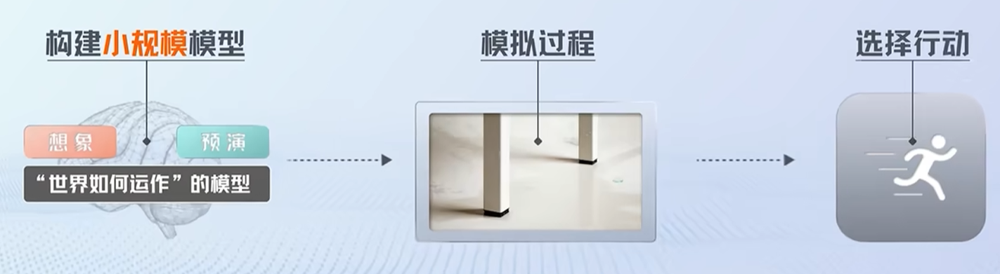 构建小规模模型
模拟过程
选择行动
想象
预演
“世界如何运作”的模型